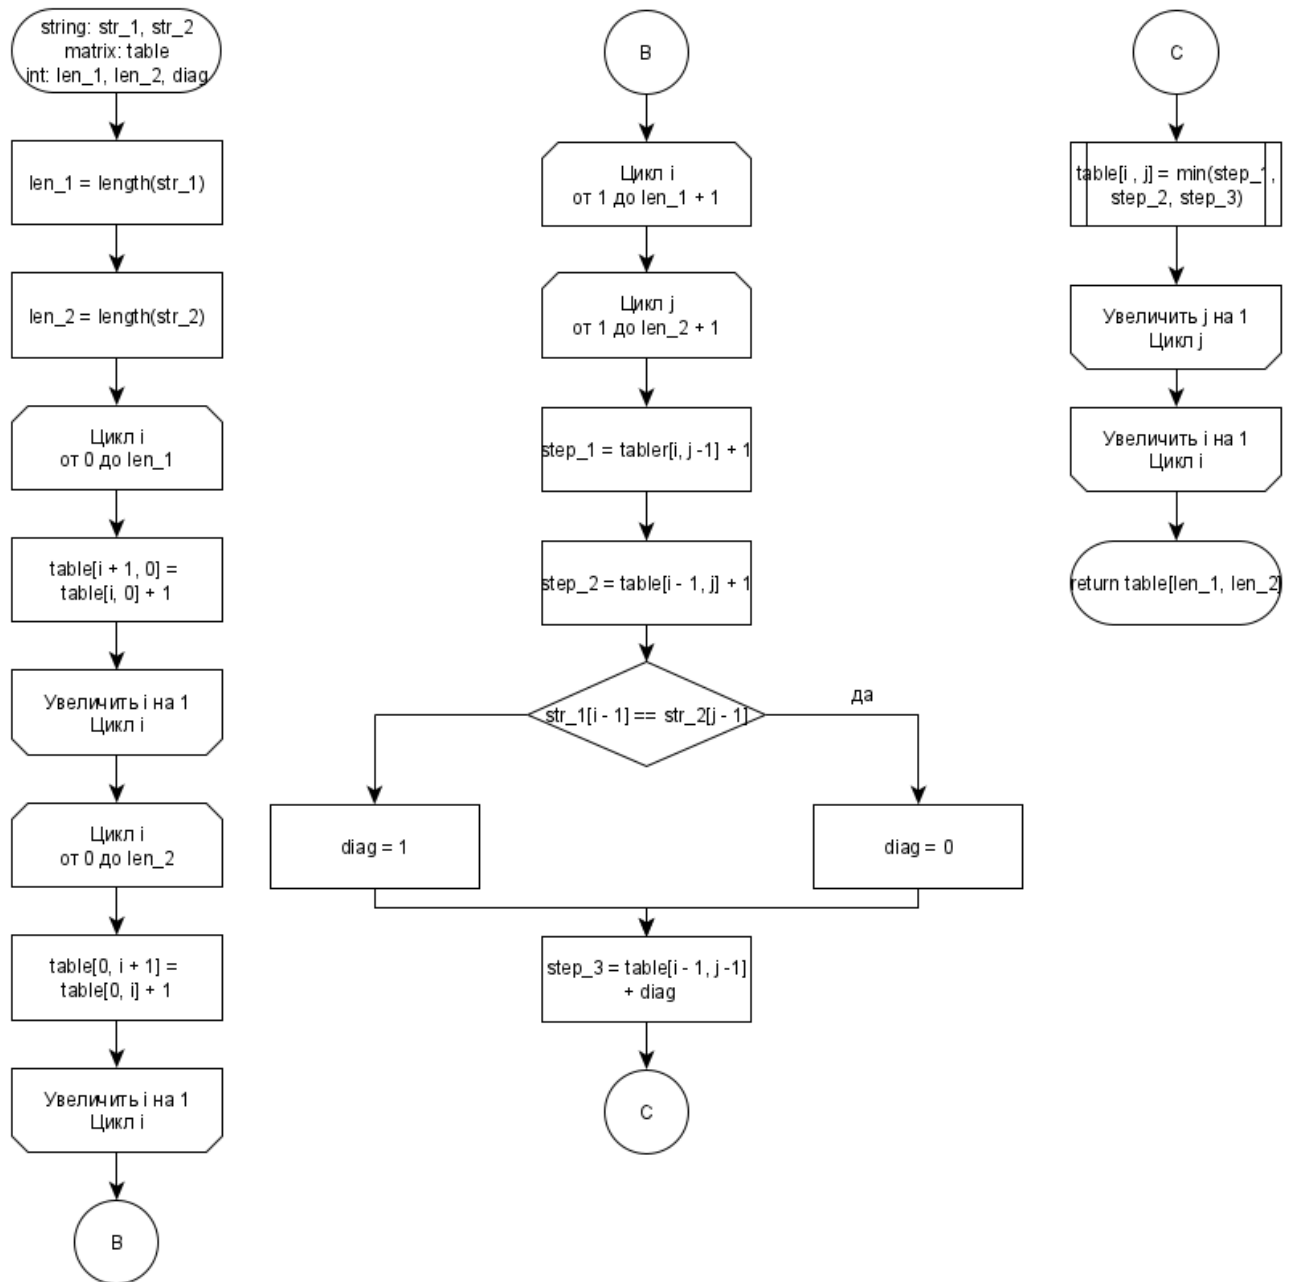 string: str_1, str_2
matrix: table
int: len_1, len_2, diag
len_1 = length(str_1)
len_2 = length(str_2)
Цикл i
от 0 до len_1
table[i + 1, 0] =
table[i, 0] + 1
Увеличить i на 1
Цикл i
Цикл i
от 0 до len_2
table[0, i + 1] =
table[0, i] + 1
Увеличить i на 1
Цикл i
B
B
Цикл i
от 1 до len_1 + 1
Цикл j
от 1 до len_2 + 1
step_1 = tabler[i, j -1] + 1
step_2 = table[i - 1, j] + 1
str_1[i - 1] == str_2[j - 1]
да
diag = 1
diag = 0
step_3 = table[i - 1, j -1]
+ diag
C
C
table[i , j] = min(step_1,
step_2, step_3)
Увеличить j на 1
Цикл j
Увеличить i на 1
Цикл i
return table[len_1, len_2]